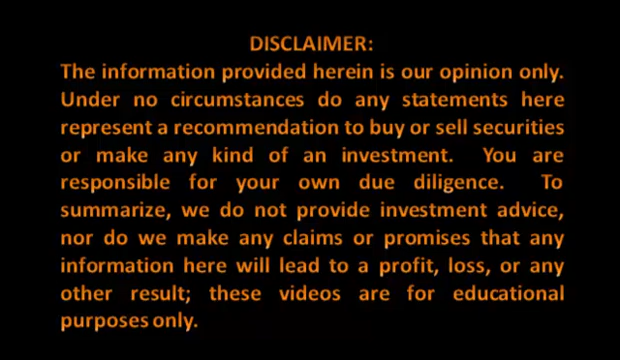 DISCLAIMER:
The information provided herein is our opinion only.
Under no circumstances do any statements here
represent a recommendation to buy or sell securities
or make any kind of an investment. You are
responsible for your own due diligence. To
summarize, we do not provide investment advice,
nor do we make any claims or promises that any
information here will lead to a profit, loss, or any
other result; these videos are for educational
purposes only.